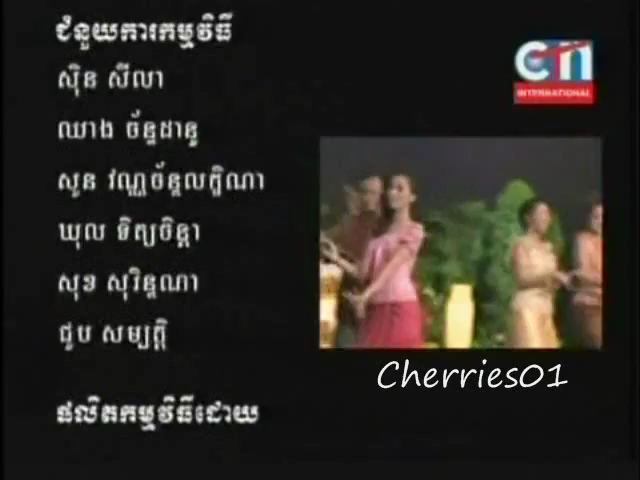 ជំនួយការកម្មវិធី
ស៊ិន សីលា
ឈាង ច័ន្ទដានូ
សួន វណ្ណច័ន្ទលក្ខិណា
ឃុល ទិត្យចិន្តា
សុខ សុរិន្ទណា
ជូប សម្បត្តិ
ផលិតកម្មវិធីដោយ
CTN
INTERNATIONAL
Cherries01